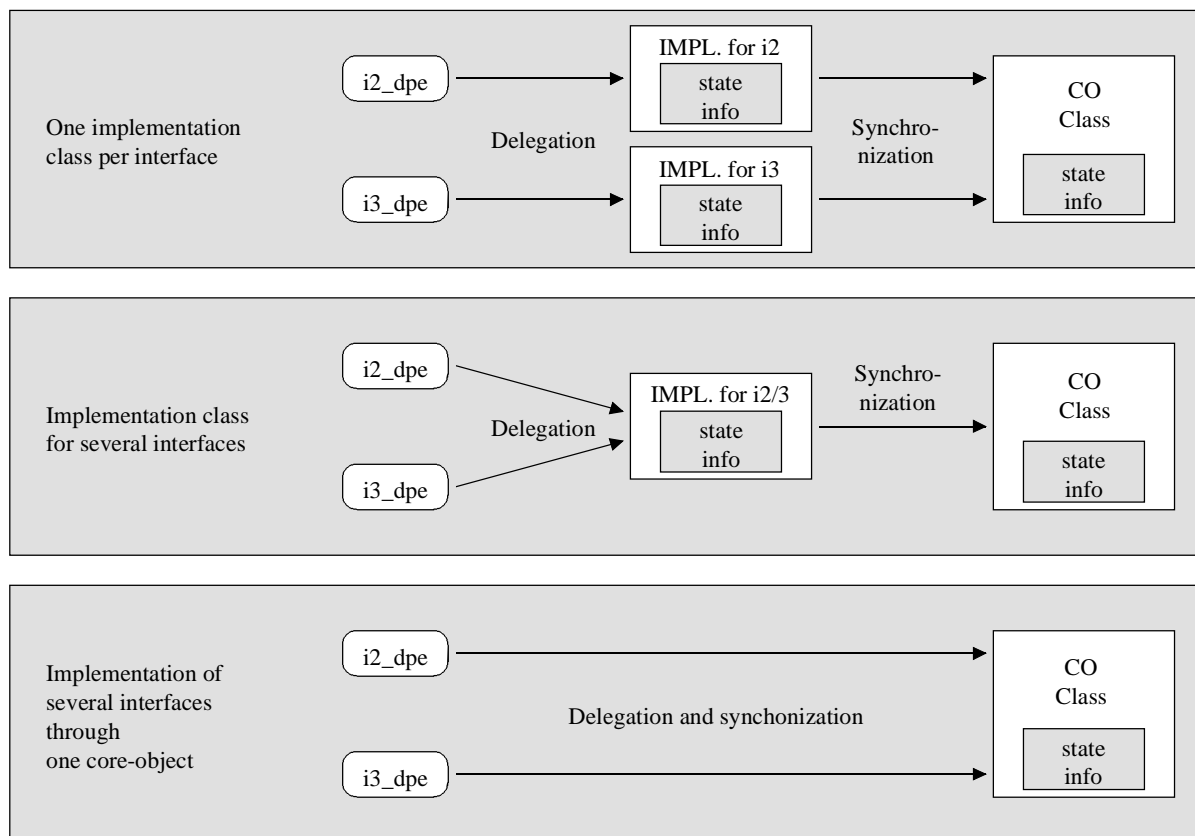 One implementation
class per interface
i2_dpe
i3_dpe
Delegation
IMPL. for i2
state
info
IMPL. for i3
state
info
Synchro-
nization
CO
Class
state
info
Implementation class
for several interfaces
i2_dpe
i3_dpe
Delegation
IMPL. for i2/3
state
info
Synchro-
nization
CO
Class
state
info
Implementation of
several interfaces
through
one core-object
i2_dpe
i3_dpe
Delegation and synchonization
CO
Class
state
info